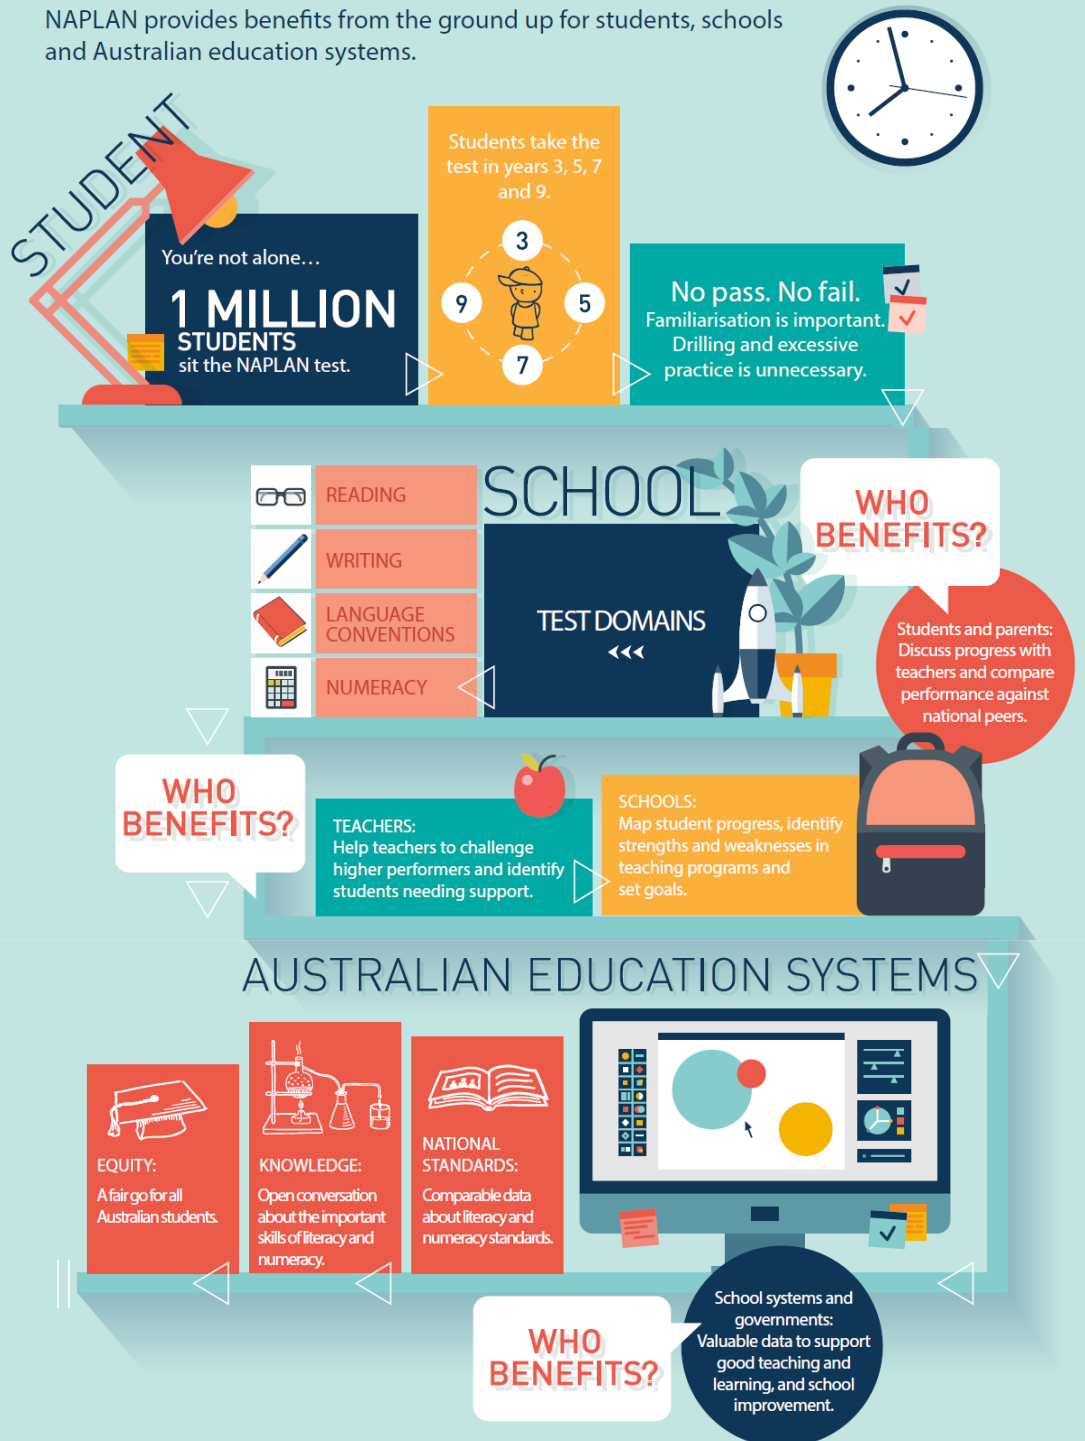 NAPLAN provides benefits from the ground up for students, schools
and Australian education systems.
STUDENT
You're not alone...
1 MILLION
STUDENTS
sit the NAPLAN test.
Students take the
test in years 3, 5, 7
and 9.
3
9
5
7
No pass. No fail.
Familiarisation is important.
Drilling and excessive
practice is unnecessary.
WHO
BENEFITS?
Students and parents:
Discuss progress with
teachers and compare
performance against
national peers.
SCHOOL
TEST DOMAINS
READING
WRITING
LANGUAGE
CONVENTIONS
NUMERACY
WHO
BENEFITS?
TEACHERS:
Help teachers to challenge
higher performers and identify
students needing support.
SCHOOLS:
Map student progress, identify
strengths and weaknesses in
teaching programs and
set goals.
AUSTRALIAN EDUCATION SYSTEMS
EQUITY:
A fair go for all
Australian students.
KNOWLEDGE:
Open conversation
about the important
skills of literacy and
numeracy.
NATIONAL
STANDARDS:
Comparable data
about literacy and
numeracy standards.
WHO
BENEFITS?
School systems and
governments:
Valuable data to support
good teaching and
learning, and school
improvement.